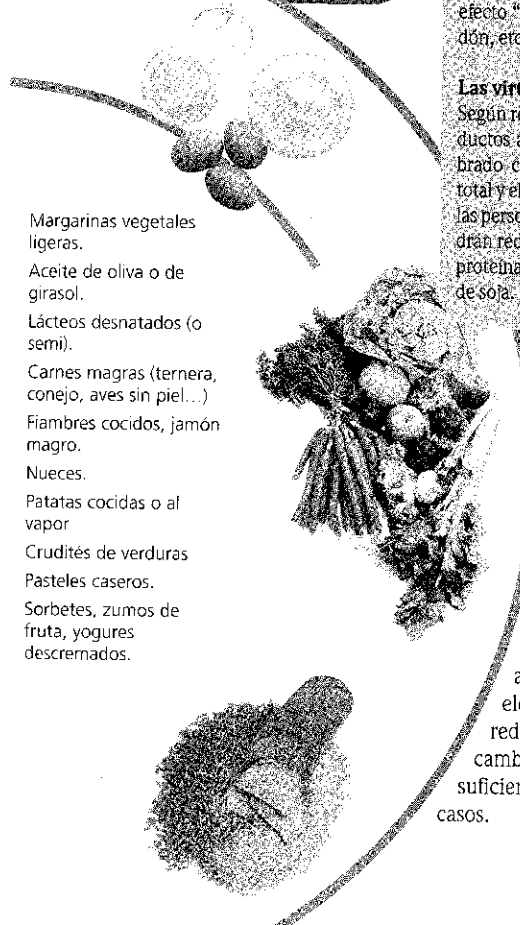 Margarinas vegetales
ligeras.
Aceite de oliva o de
girasol.
Lácteos desnatados (o
semi).
Carnes magras (ternera,
conejo, aves sin piel...)
Fiambres cocidos, jamón
magro.
Nueces.
Patatas cocidas o al
vapor
Crudités de verduras
Pasteles caseros.
Sorbetes, zumos de
fruta, yogures
descremados.
efecto "
dón, etc
Las virt
Según re
ductos a
brado c
total y el
las perso
drán red
proteína
de soja.
a
ele
red
camb
suficien
casos.